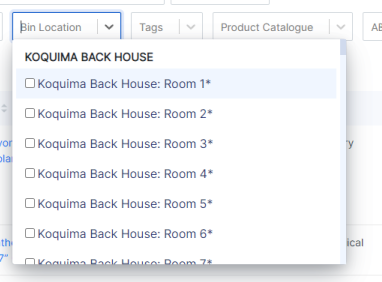 Bin Location
Tags
Product Catalogue
KOQUIMA BACK HOUSE
Koquima Back House: Room 1*
Koquima Back House: Room 2*
Koquima Back House: Room 3*
Koquima Back House: Room 4*
Koquima Back House: Room 5*
Koquima Back House: Room 6*
Koquima Back House: Room 7*